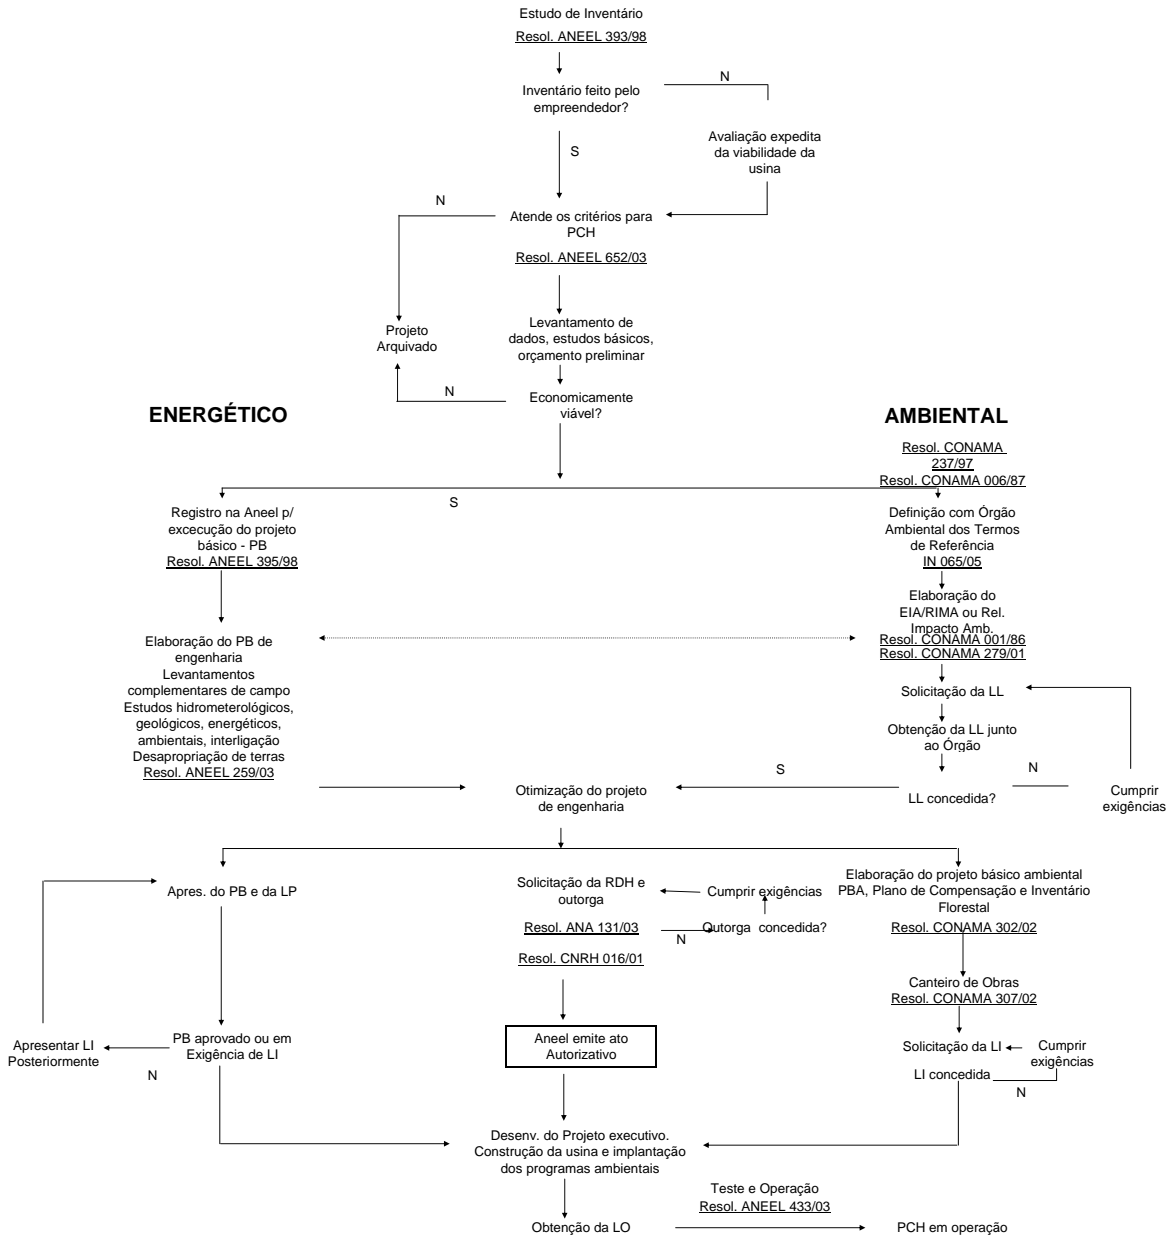 Estudo de Inventário
Resol. ANEEL 393/98
N
Inventário feito pelo
empreendedor?
Avaliação expedita
da viabilidade da
usina
S
N
Atende os critérios para
PCH
Resol. ANEEL 652/03
Levantamento de
dados, estudos básicos,
orçamento preliminar
Projeto
Arquivado
N
Economicamente
viável?
ENERGÉTICO
AMBIENTAL
Resol. CONAMA
237/97
Resol. CONAMA 006/87
S
Registro na Aneel p/
excecução do projeto
básico - PB
Resol. ANEEL 395/98
Definição com Órgão
Ambiental dos Termos
de Referência
IN 065/05
Elaboração do
EIA/RIMA ou Rel.
Impacto Amb.
Resol. CONAMA 001/86
Resol. CONAMA 279/01
Elaboração do PB de
engenharia
Levantamentos
complementares de campo
Estudos hidrometerológicos,
geológicos, energéticos,
ambientais, interligação
Desapropriação de terras
Resol. ANEEL 259/03
Solicitação da LL
Obtenção da LL junto
ao Órgão
S
N
LL concedida?
Cumprir
exigências
Otimização do projeto
de engenharia
Apres. do PB e da LP
Solicitação da RDH e
outorga
Cumprir exigências
Resol. ANA 131/03
N
Outorga concedida?
Resol. CNRH 016/01
Elaboração do projeto básico ambiental
PBA, Plano de Compensação e Inventário
Florestal
Resol. CONAMA 302/02
Canteiro de Obras
Resol. CONAMA 307/02
Apresentar LI
Posteriormente
N
PB aprovado ou em
Exigência de LI
Aneel emite ato
Autorizativo
Solicitação da LI
Cumprir
exigências
LI concedida
N
Desenv. do Projeto executivo.
Construção da usina e implantação
dos programas ambientais
Teste e Operação
Resol. ANEEL 433/03
Obtenção da LO
PCH em operação